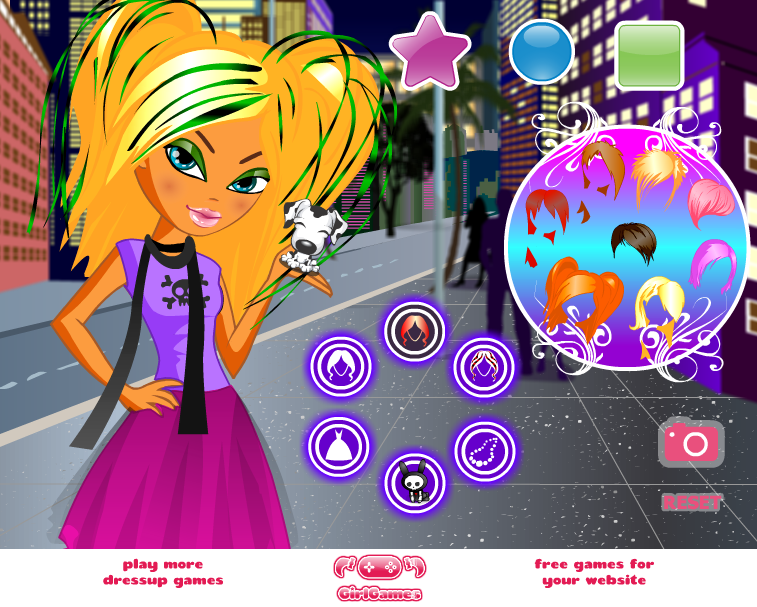 RESET
play more
dressup games
GirlGames
free games for
your website